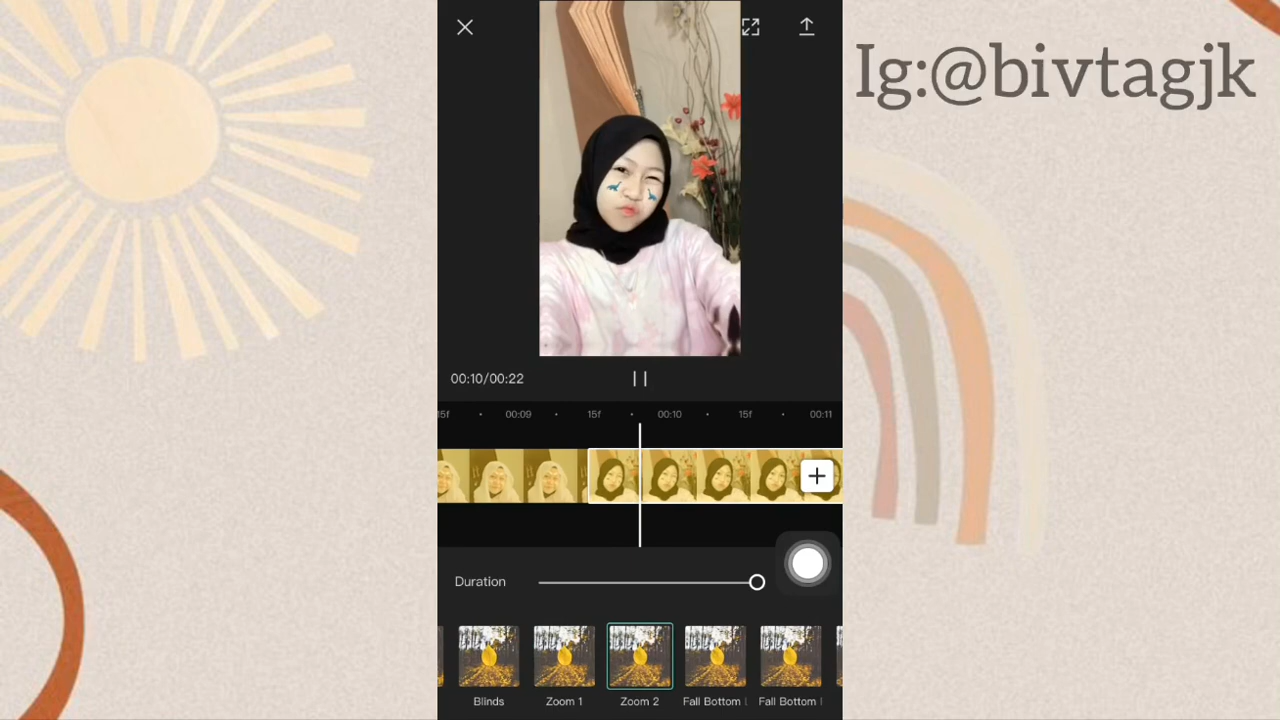 Ig:@bivtagjk
00:10/00:22
15f 00:09 15f 00:10 15f 00:11
Duration
Blinds Zoom 1 Zoom 2 Fall Bottom Fall Bottom